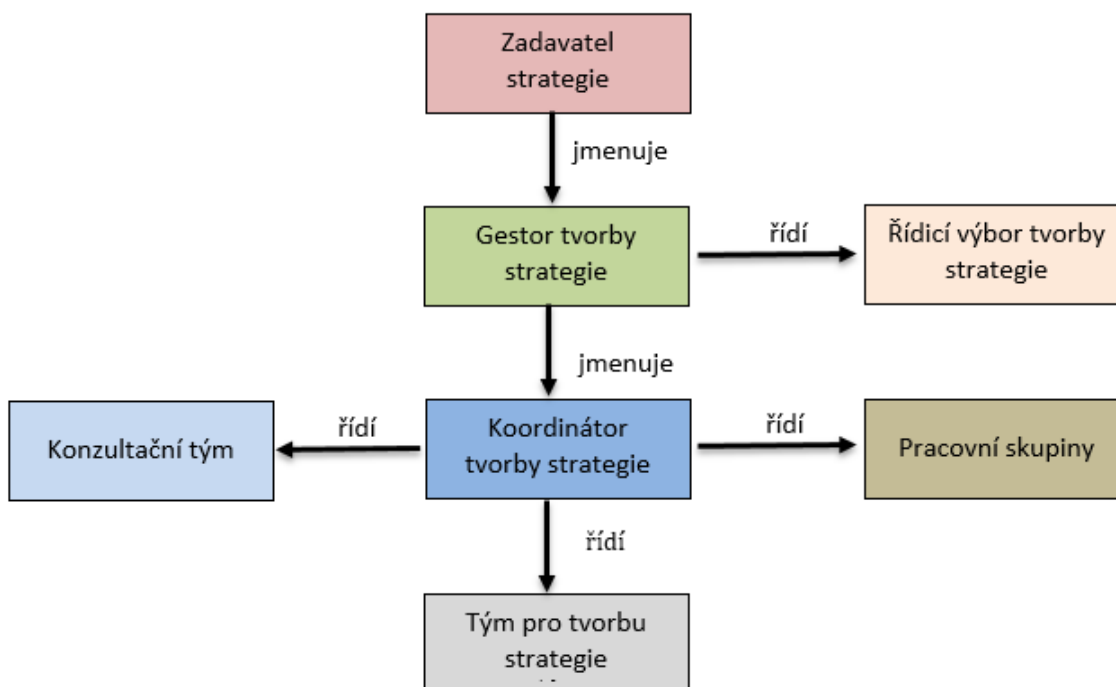 Zadavatel
strategie
jmenuje
Gestor tvorby
strategie
řídí
Řídicí výbor tvorby
strategie
jmenuje
Konzultační tým
řídí
Koordinátor
tvorby strategie
řídí
Pracovní skupiny
řídí
Tým pro tvorbu
strategie